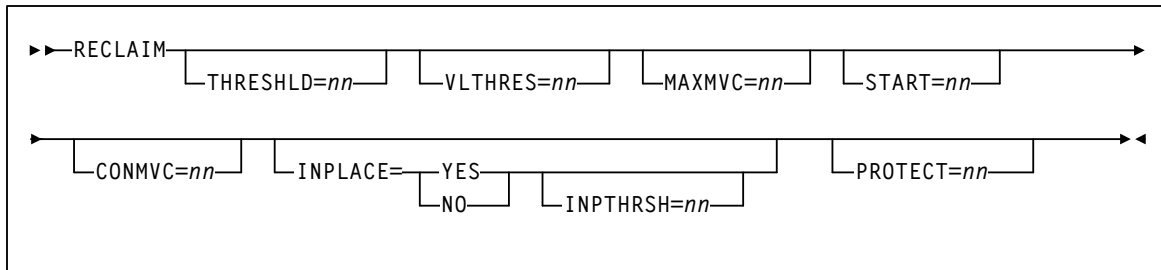 RECLAIM
THRESHLD=nn VLTHRES=nn MAXMVC=nn START=nn
CONMVC=nn INPLACE= YES PROTECT=nn
NO INPTHRSH=nn